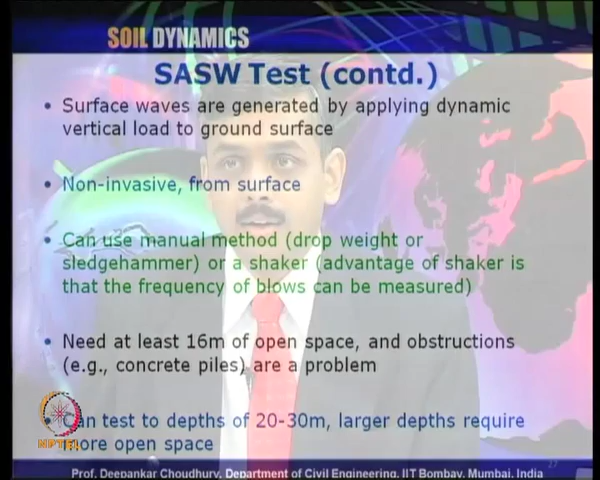 SOIL DYNAMICS
SASW Test (contd.)
• Surface waves are generated by applying dynamic
vertical load to ground surface
• Non-invasive, from surface
• Can use manual method (drop weight or
sledgehammer) or a shaker (advantage of shaker is
that the frequency of blows can be measured)
• Need at least 16m of open space, and obstructions
(e.g., concrete piles) are a problem
• Can test to depths of 20-30m, larger depths require
more open space
NPTEL
27
Prof. Deepankar Choudhury, Department of Civil Engineering, IIT Bombay, Mumbai, India